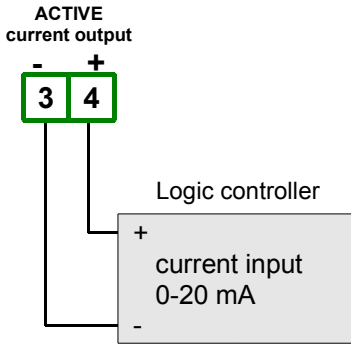 ACTIVE
current output
- +
3 4
Logic controller
+
current input
0-20 mA
-